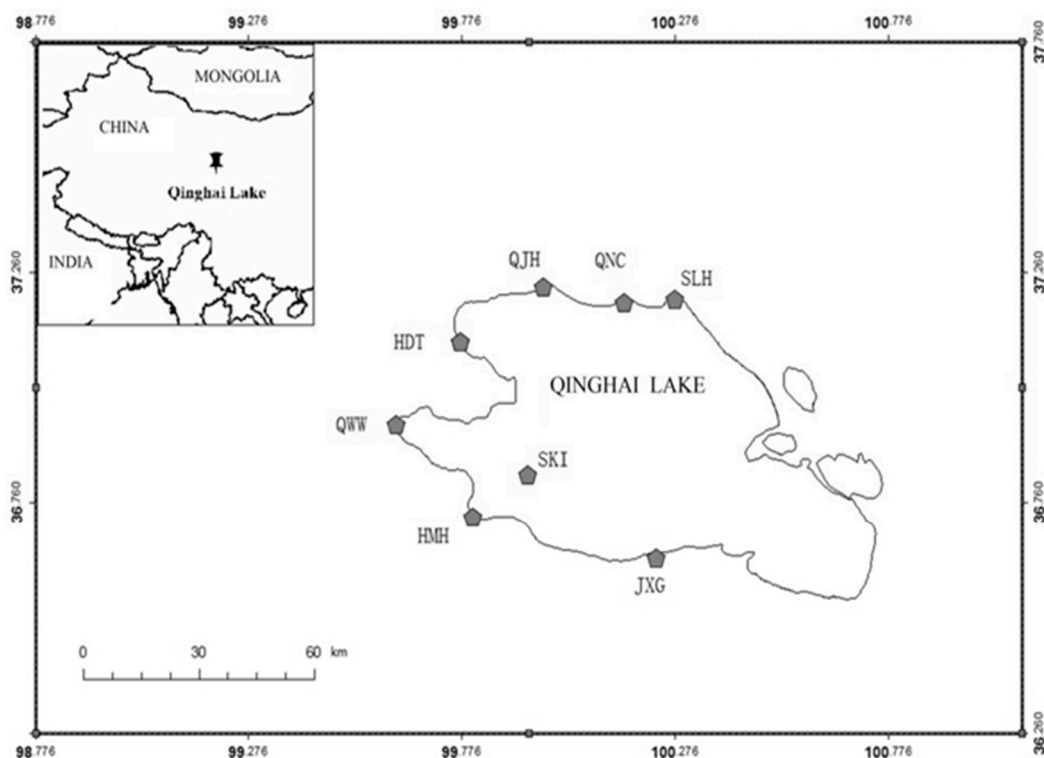 98.776 99.276 99.776 100.276 100.776
37.760
37.760
MONGOLIA
CHINA
Qinghai Lake
INDIA
37.260
37.260
QJH
QNC
SLH
HDT
QINGHAI LAKE
QWW
SKI
36.760
36.760
HMH
JXG
0 30 60 km
36.260
98.776 99.276 99.776 100.276 100.776